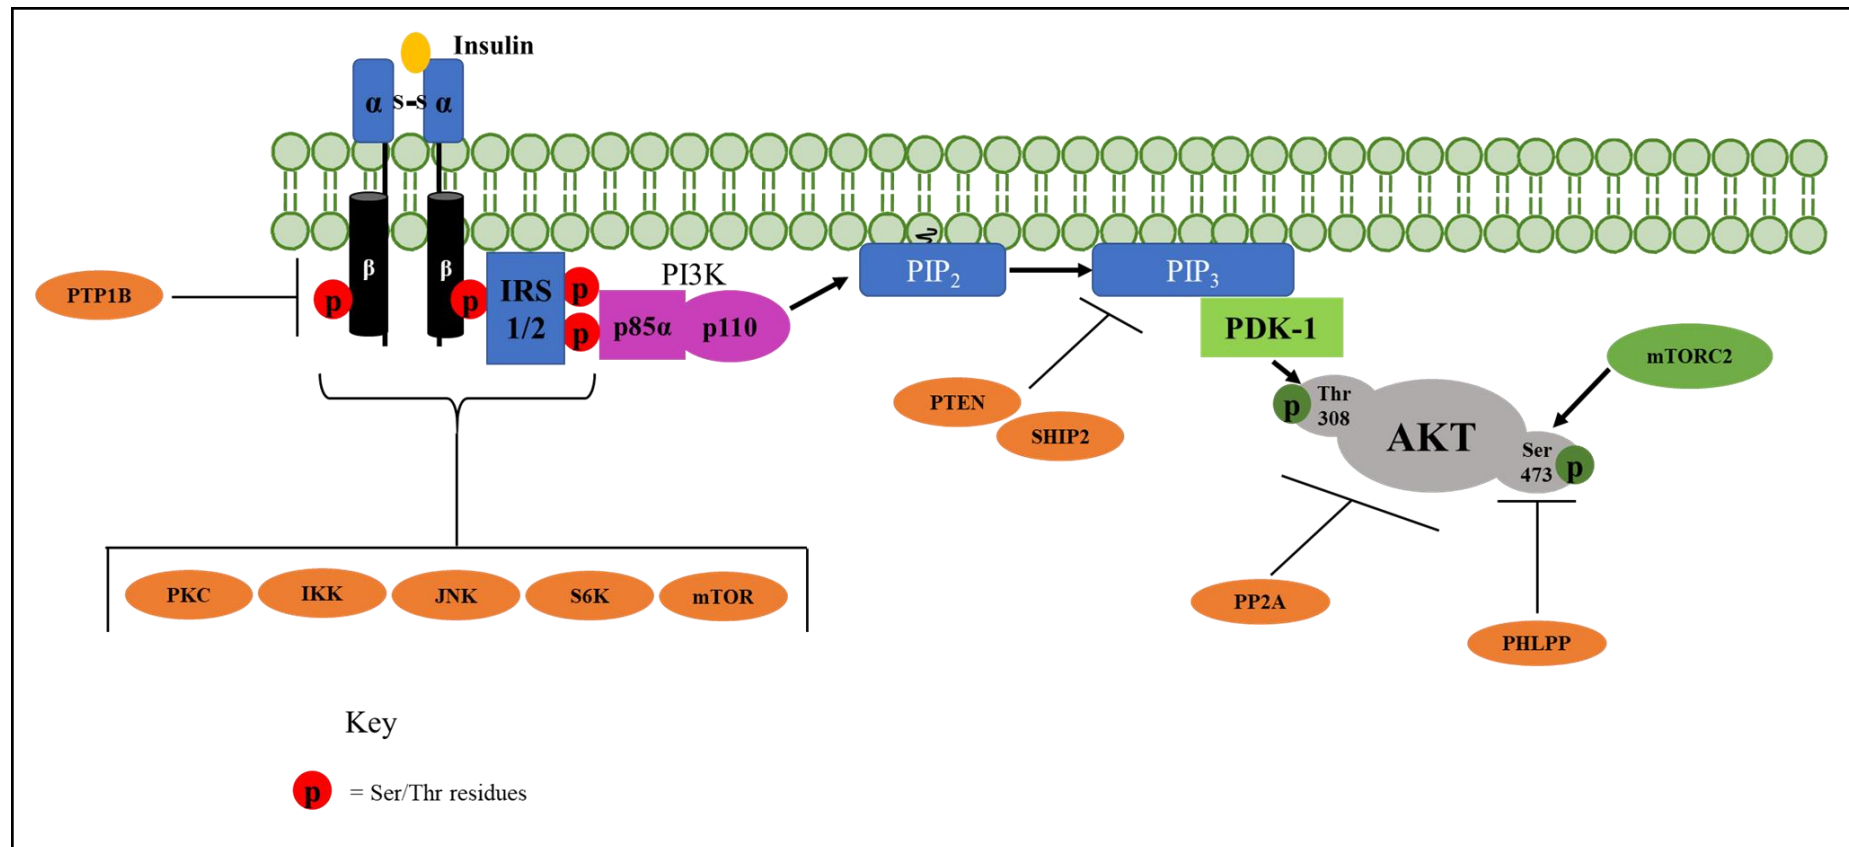 Insulin
α
S-S
α
β
β
PTP1B
p
p
IRS
1/2
p
p
PI3K
p85α
p110
PIP2
PIP3
PDK-1
mTORC2
PTEN
SHIP2
p
Thr
308
AKT
Ser
473
p
PKC
IKK
JNK
S6K
mTOR
PP2A
PHLPP
Key
p = Ser/Thr residues